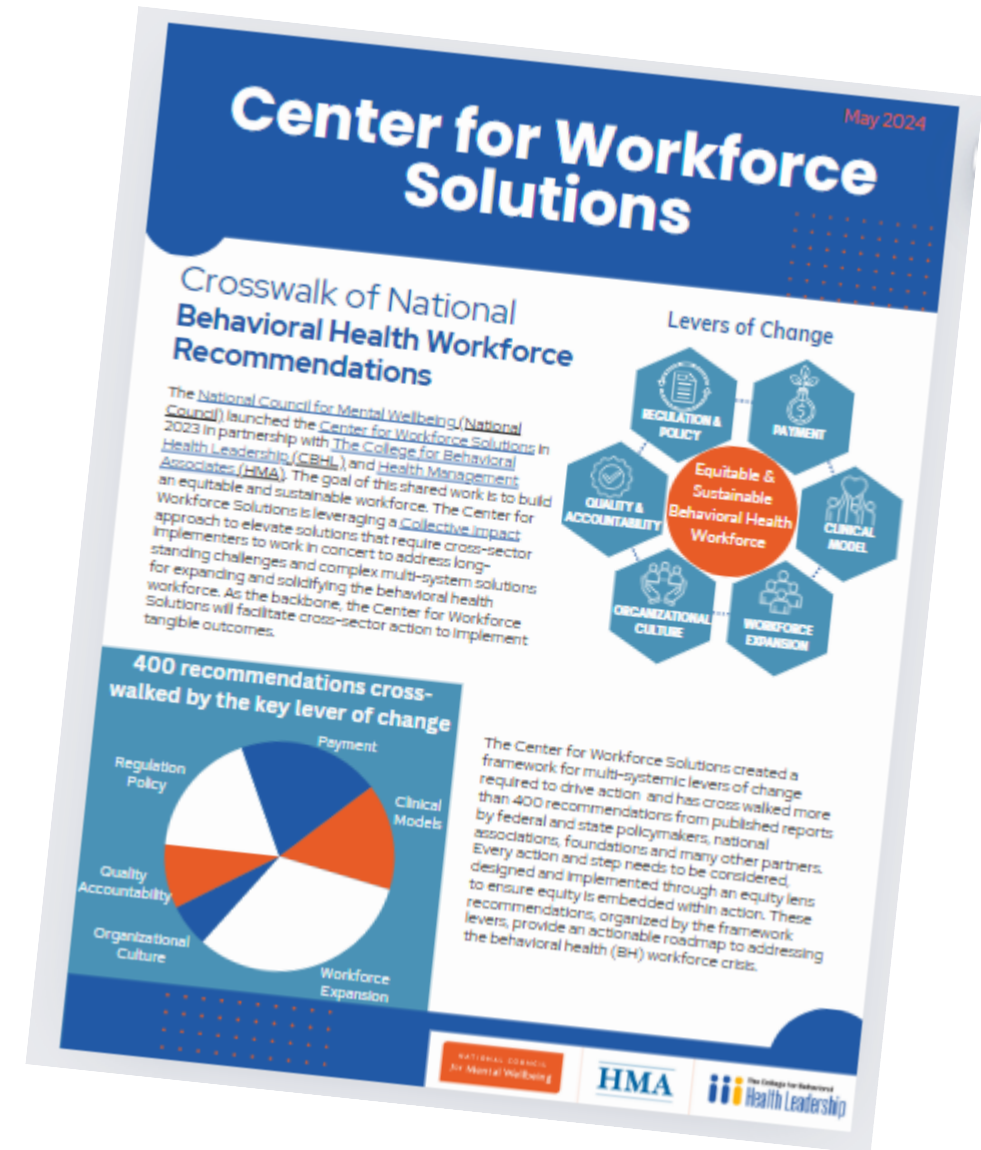 May 2024
Center for Workforce
Solutions
Crosswalk of National
Behavioral Health Workforce
Recommendations
The National Council for Mental Wellbeing (National
Council) launched the Center for Workforce Solutions in
2023 in partnership with The College for Behavioral
Health Leadership (CBHL) and Health Management
Associates (HMA). The goal of this shared work is to build
an equitable and sustainable workforce. The Center for
Workforce Solutions is leveraging a Collective Impact
approach to elevate solutions that require cross-sector
implementers to work in concert to address long-
standing challenges and complex multi-system solutions
for expanding and solidifying the behavioral health
workforce. As the backbone, the Center for Workforce
Solutions will facilitate cross-sector action to implement
tangible outcomes.
Levers of Change
REGULATION &
POLICY
PAYMENT
QUALITY &
ACCOUNTABILITY
Equitable &
Sustainable
Behavioral Health
Workforce
CLINICAL
MODEL
ORGANIZATIONAL
CULTURE
WORKFORCE
EXPANSION
400 recommendations cross-
walked by the key lever of change
Payment
Regulation
Policy
Clinical
Models
Quality
Accountability
Organizational
Culture
Workforce
Expansion
The Center for Workforce Solutions created a
framework for multi-systemic levers of change
required to drive action and has cross walked more
than 400 recommendations from published reports
by federal and state policymakers, national
associations, foundations and many other partners.
Every action and step needs to be considered,
designed and implemented through an equity lens
to ensure equity is embedded within action. These
recommendations, organized by the framework
levers, provide an actionable roadmap to addressing
the behavioral health (BH) workforce crisis.
NATIONAL COUNCIL
for Mental Wellbeing
HMA
The College for Behavioral
Health Leadership